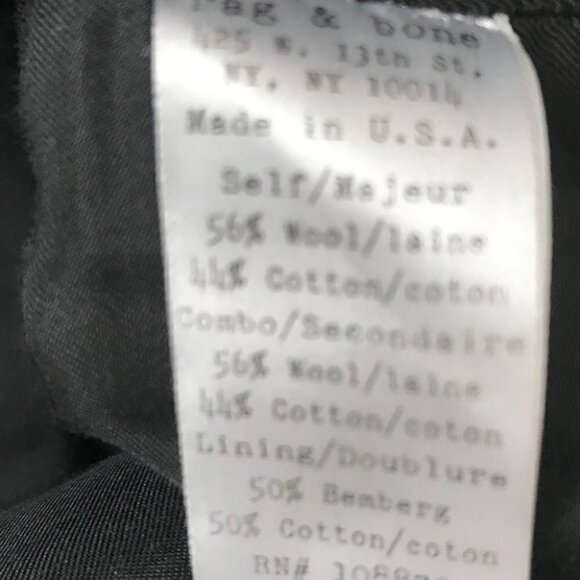 rag & bone
425 W. 13th St.
NY, NY 10014
Made in U.S.A.
Self/Majeur
56% Wool/laine
44% Cotton/coton
Combo/Secondaire
56% Wool/laine
44% Cotton/coton
Lining/Doublure
50% Bemberg
50% Cotton/coton
RN#